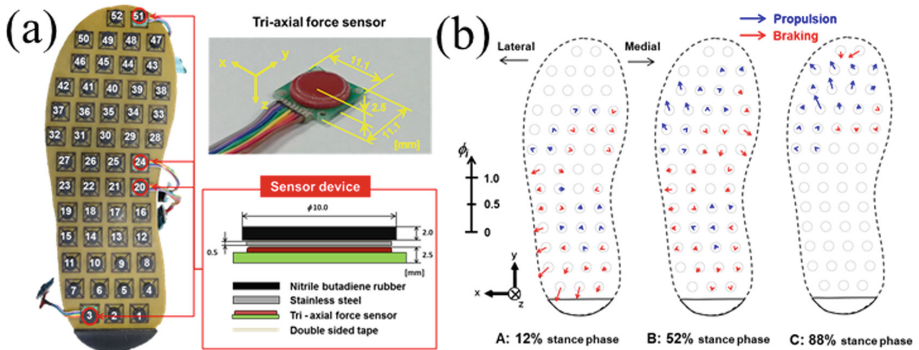 (a)
52 51
50 49 48 47
46 45 44 43
42 41 40 39 38
37 36 35 34 33
32 31 30 29 28
27 26 25 24
23 22 21 20
19 18 17 16
15 14 13 12
11 10 9 8
7 6 5 4
3 2 1
Tri-axial force sensor
x y z
11.1
2.5
11.1
[mm]
Sensor device
ϕ10.0
2.0
0.5
2.5
[mm]
Nitrile butadiene rubber
Stainless steel
Tri - axial force sensor
Double sided tape
(b)
Propulsion
Braking
Lateral
Medial
ϕi
1.0
0.5
0
y
x
z
A: 12% stance phase
B: 52% stance phase
C: 88% stance phase